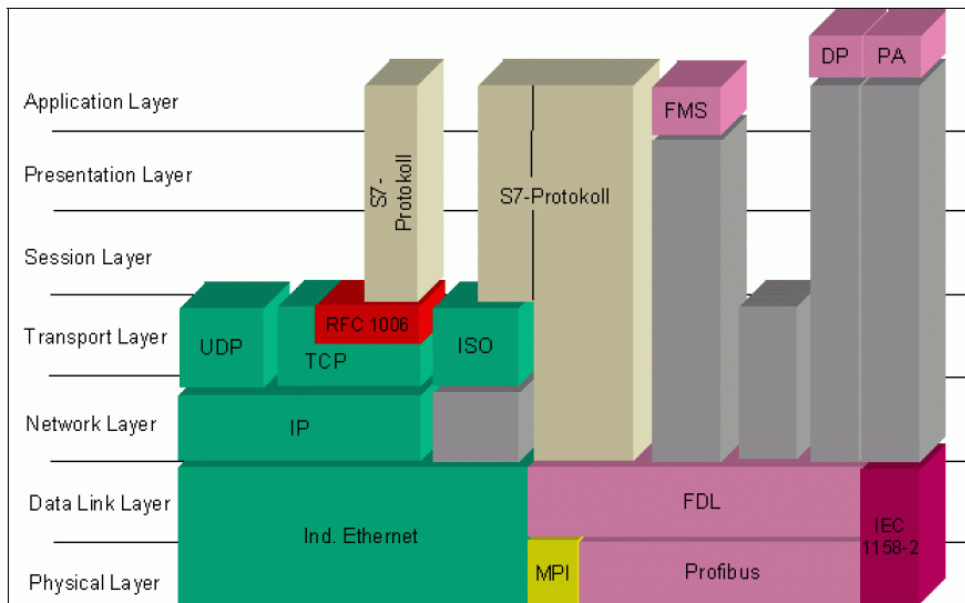 DP
PA
Application Layer
FMS
Presentation Layer
S7-
Protokoll
S7-Protokoll
Session Layer
RFC 1006
Transport Layer
UDP
TCP
ISO
Network Layer
IP
Data Link Layer
FDL
Ind. Ethernet
IEC
1158-2
MPI
Profibus
Physical Layer